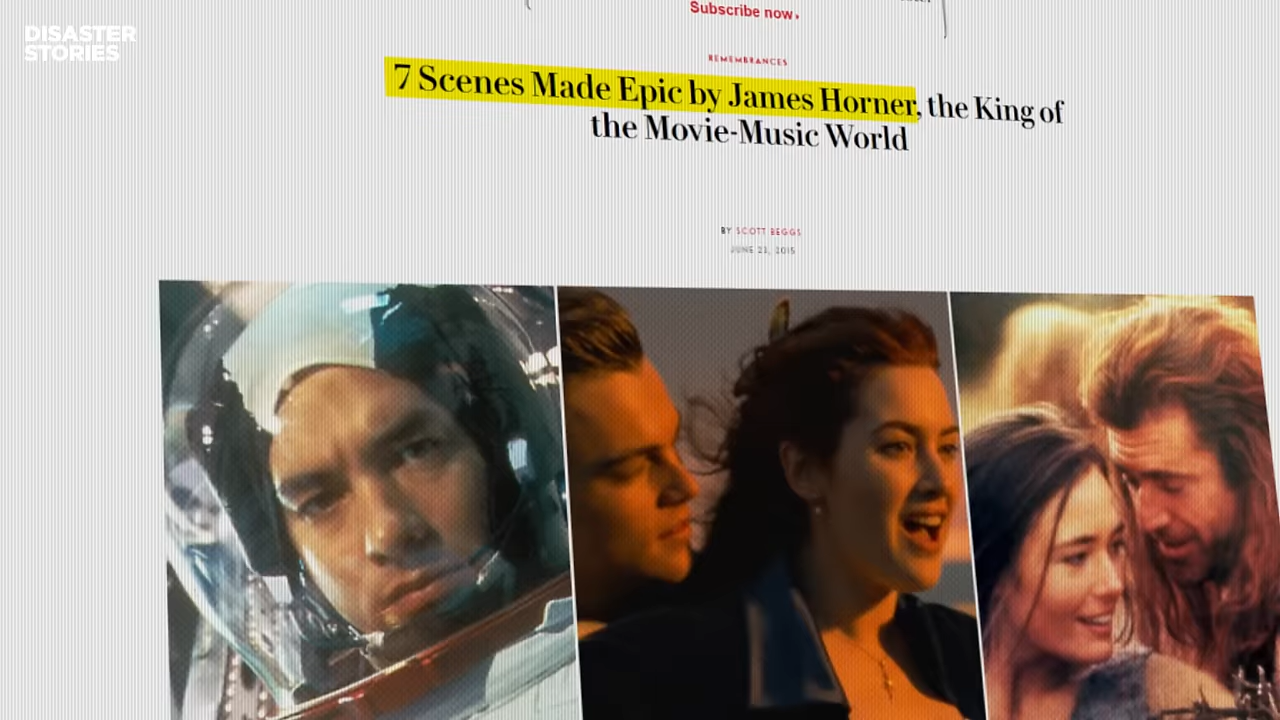 DISASTER
STORIES
Subscribe now ›
REMEMBRANCES
7 Scenes Made Epic by James Horner, the King of
the Movie-Music World
BY SCOTT BEGGS
JUNE 23, 2015